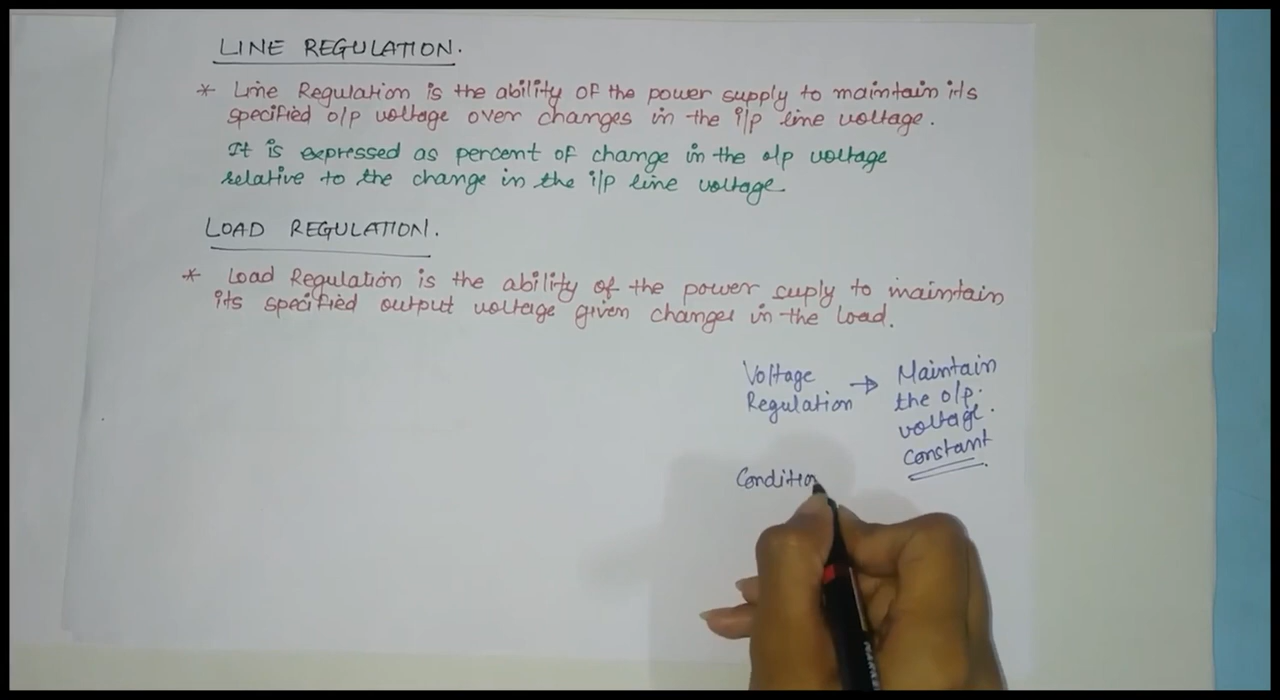 LINE REGULATION.
* Line Regulation is the ability of the power supply to maintain its
specified o/p voltage over changes in the i/p line voltage.
It is expressed as percent of change in the o/p voltage
relative to the change in the i/p line voltage.
LOAD REGULATION.
* Load Regulation is the ability of the power suply to maintain
its specified output voltage given changes in the load.
Voltage
Regulation →
Maintain
the o/p.
voltage.
constant
Conditio